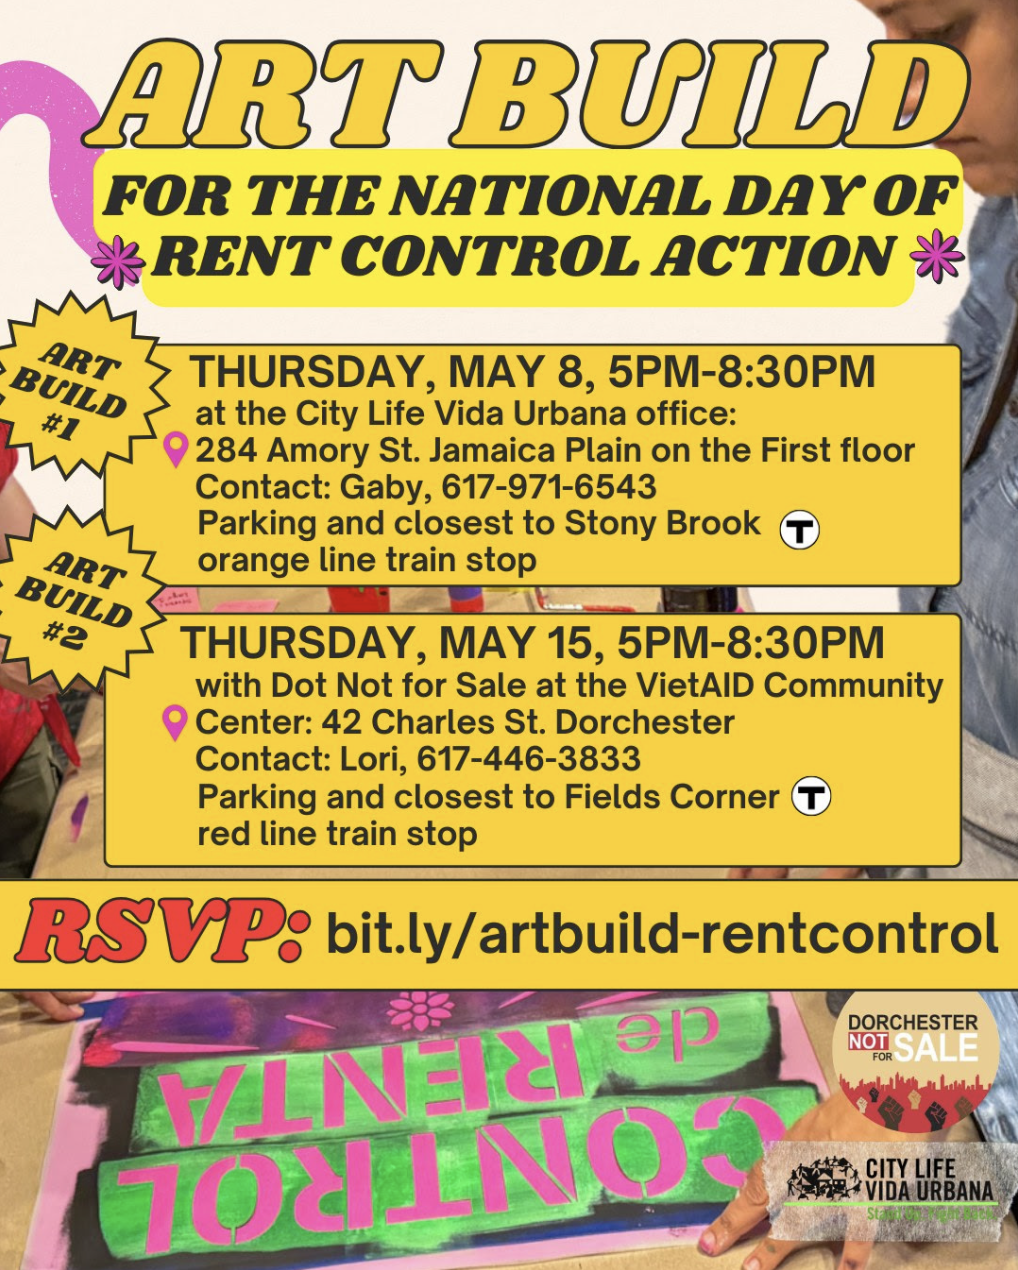 ART BUILD
FOR THE NATIONAL DAY OF
RENT CONTROL ACTION
ART
BUILD
#1
THURSDAY, MAY 8, 5PM-8:30PM
at the City Life Vida Urbana office:
284 Amory St. Jamaica Plain on the First floor
Contact: Gaby, 617-971-6543
Parking and closest to Stony Brook T
orange line train stop
ART
BUILD
#2
THURSDAY, MAY 15, 5PM-8:30PM
with Dot Not for Sale at the VietAID Community
Center: 42 Charles St. Dorchester
Contact: Lori, 617-446-3833
Parking and closest to Fields Corner T
red line train stop
RSVP: bit.ly/artbuild-rentcontrol
CONTROL
de RENTA
DORCHESTER
NOT
FOR SALE
CITY LIFE
VIDA URBANA